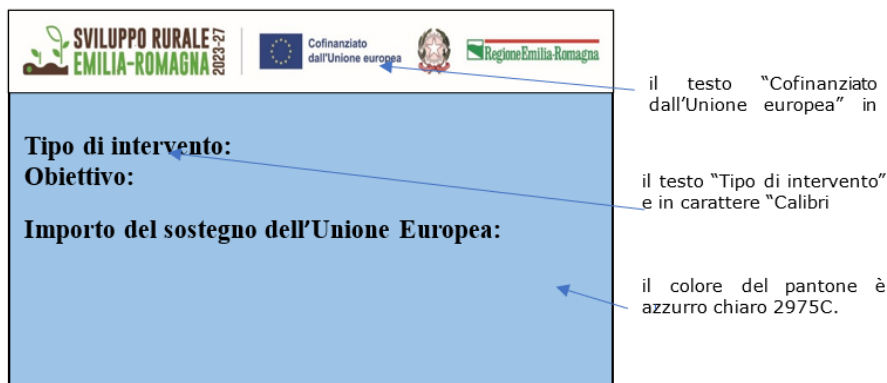 SVILUPPO RURALE
EMILIA-ROMAGNA
2023-27
Cofinanziato
dall'Unione europea
RegioneEmilia-Romagna
il testo “Cofinanziato
dall’Unione europea” in
Tipo di intervento:
Obiettivo:
il testo “Tipo di intervento”
e in carattere “Calibri
Importo del sostegno dell’Unione Europea:
il colore del pantone è
azzurro chiaro 2975C.